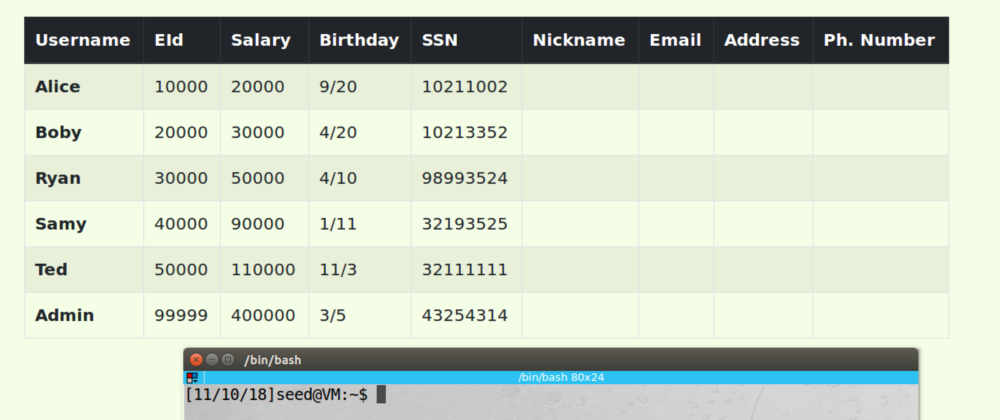 Username EId Salary Birthday SSN Nickname Email Address Ph. Number
Alice 10000 20000 9/20 10211002
Boby 20000 30000 4/20 10213352
Ryan 30000 50000 4/10 98993524
Samy 40000 90000 1/11 32193525
Ted 50000 110000 11/3 32111111
Admin 99999 400000 3/5 43254314
/bin/bash
/bin/bash 80x24
[11/10/18]seed@VM:~$